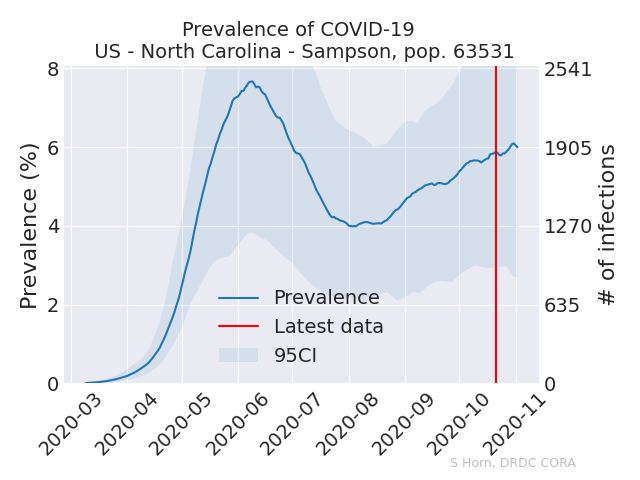 Prevalence of COVID-19
US - North Carolina - Sampson, pop. 63531
8
6
4
2
0
Prevalence (%)
2541
1905
1270
635
0
# of infections
Prevalence
Latest data
95CI
2020-03
2020-04
2020-05
2020-06
2020-07
2020-08
2020-09
2020-10
2020-11
S Horn, DRDC CORA